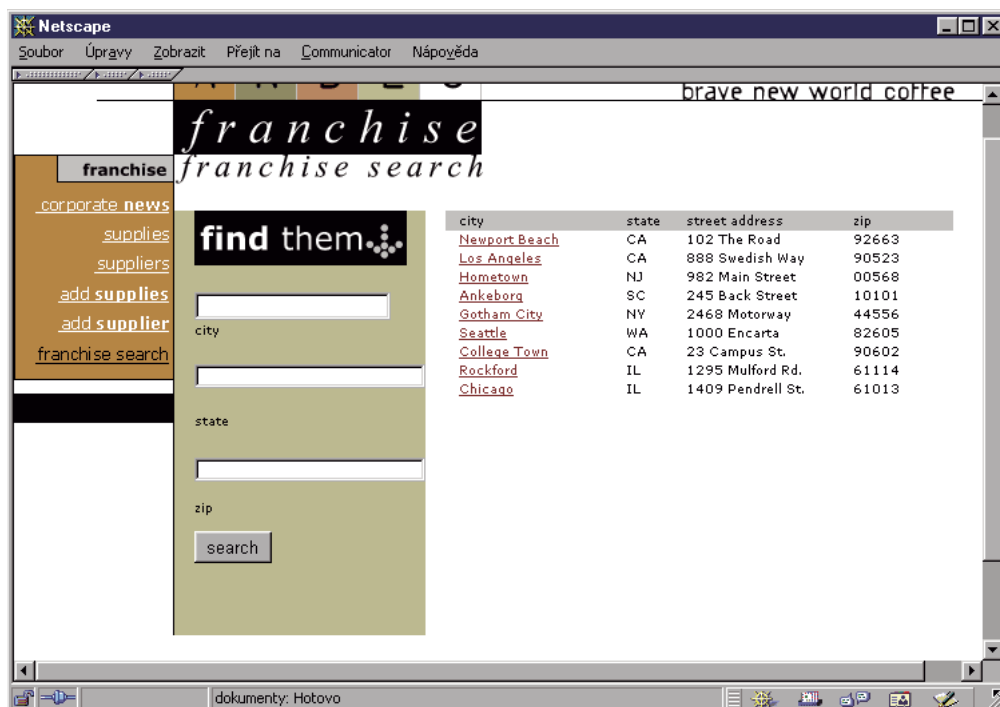 Netscape
Soubor Úpravy Zobrazit Přejít na Communicator Nápověda
brave new world coffee
franchise
franchise search
franchise
corporate news
supplies
suppliers
add supplies
add supplier
franchise search
find them
city
state
zip
search
city state street address zip
Newport Beach CA 102 The Road 92663
Los Angeles CA 888 Swedish Way 90523
Hometown NJ 982 Main Street 00568
Ankeborg SC 245 Back Street 10101
Gotham City NY 2468 Motorway 44556
Seattle WA 1000 Encarta 82605
College Town CA 23 Campus St. 90602
Rockford IL 1295 Mulford Rd. 61114
Chicago IL 1409 Pendrell St. 61013
dokumenty: Hotovo